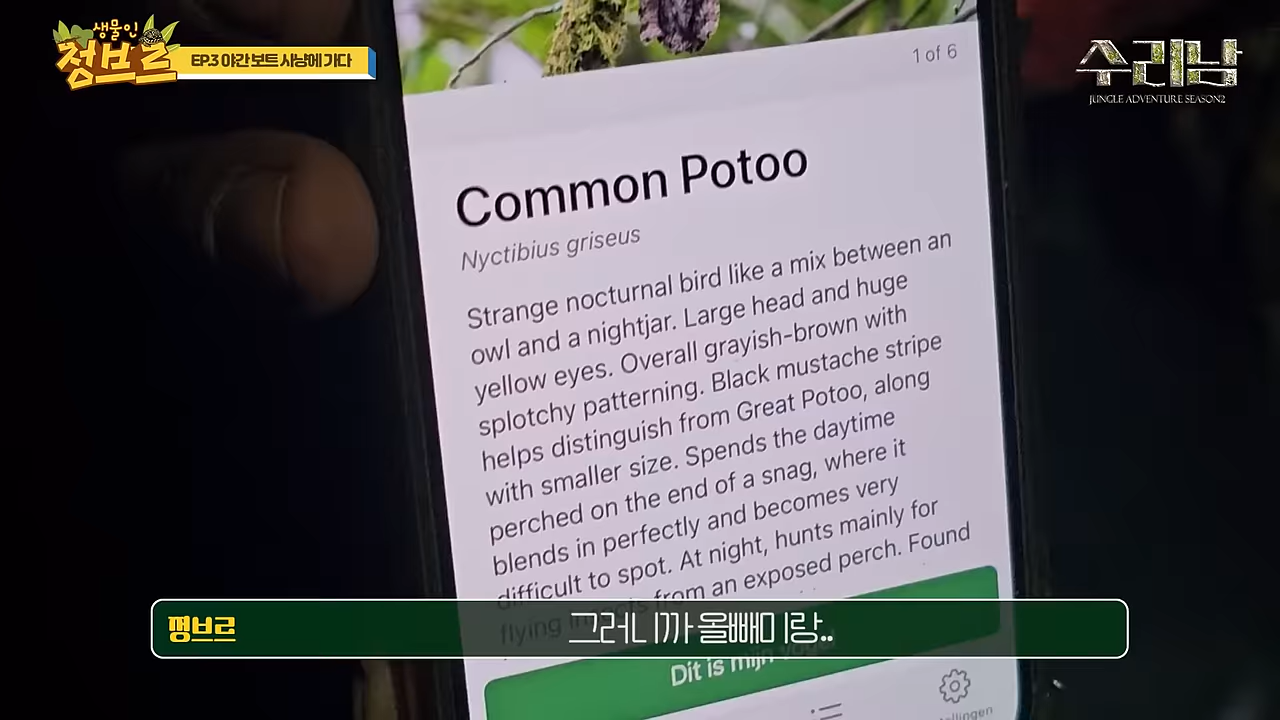 생물인
정브르
EP.3 야간 보트 사냥에 가다
수리남
JUNGLE ADVENTURE SEASON2
1 of 6
Common Potoo
Nyctibius griseus
Strange nocturnal bird like a mix between an
owl and a nightjar. Large head and huge
yellow eyes. Overall grayish-brown with
splotchy patterning. Black mustache stripe
helps distinguish from Great Potoo, along
with smaller size. Spends the daytime
perched on the end of a snag, where it
blends in perfectly and becomes very
difficult to spot. At night, hunts mainly for
flying insects from an exposed perch. Found
정브르
그러니까 올빼미랑..
Dit is mijn vogel